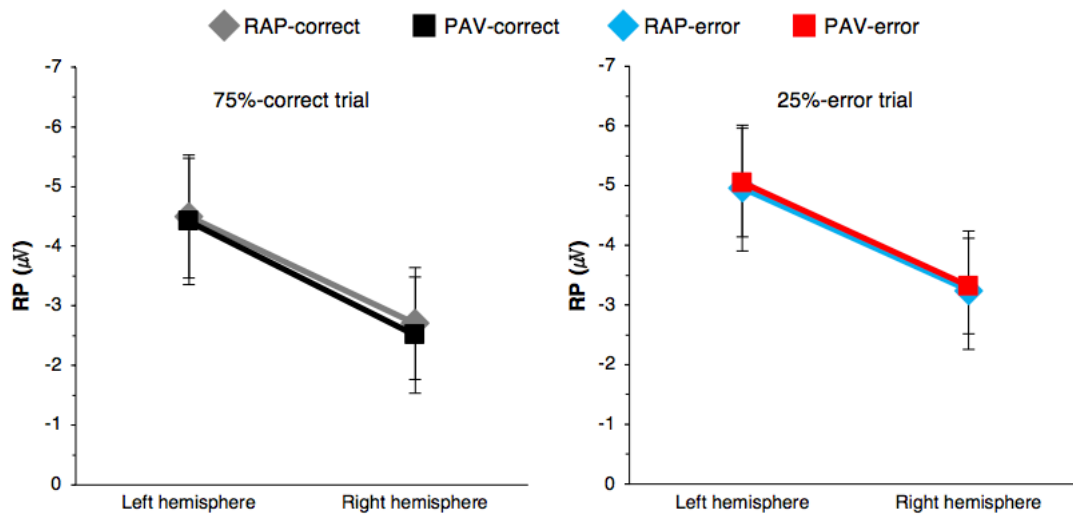 RAP-correct PAV-correct RAP-error PAV-error
75%-correct trial
RP (μV)
-7
-6
-5
-4
-3
-2
-1
0
Left hemisphere Right hemisphere
25%-error trial
RP (μV)
-7
-6
-5
-4
-3
-2
-1
0
Left hemisphere Right hemisphere